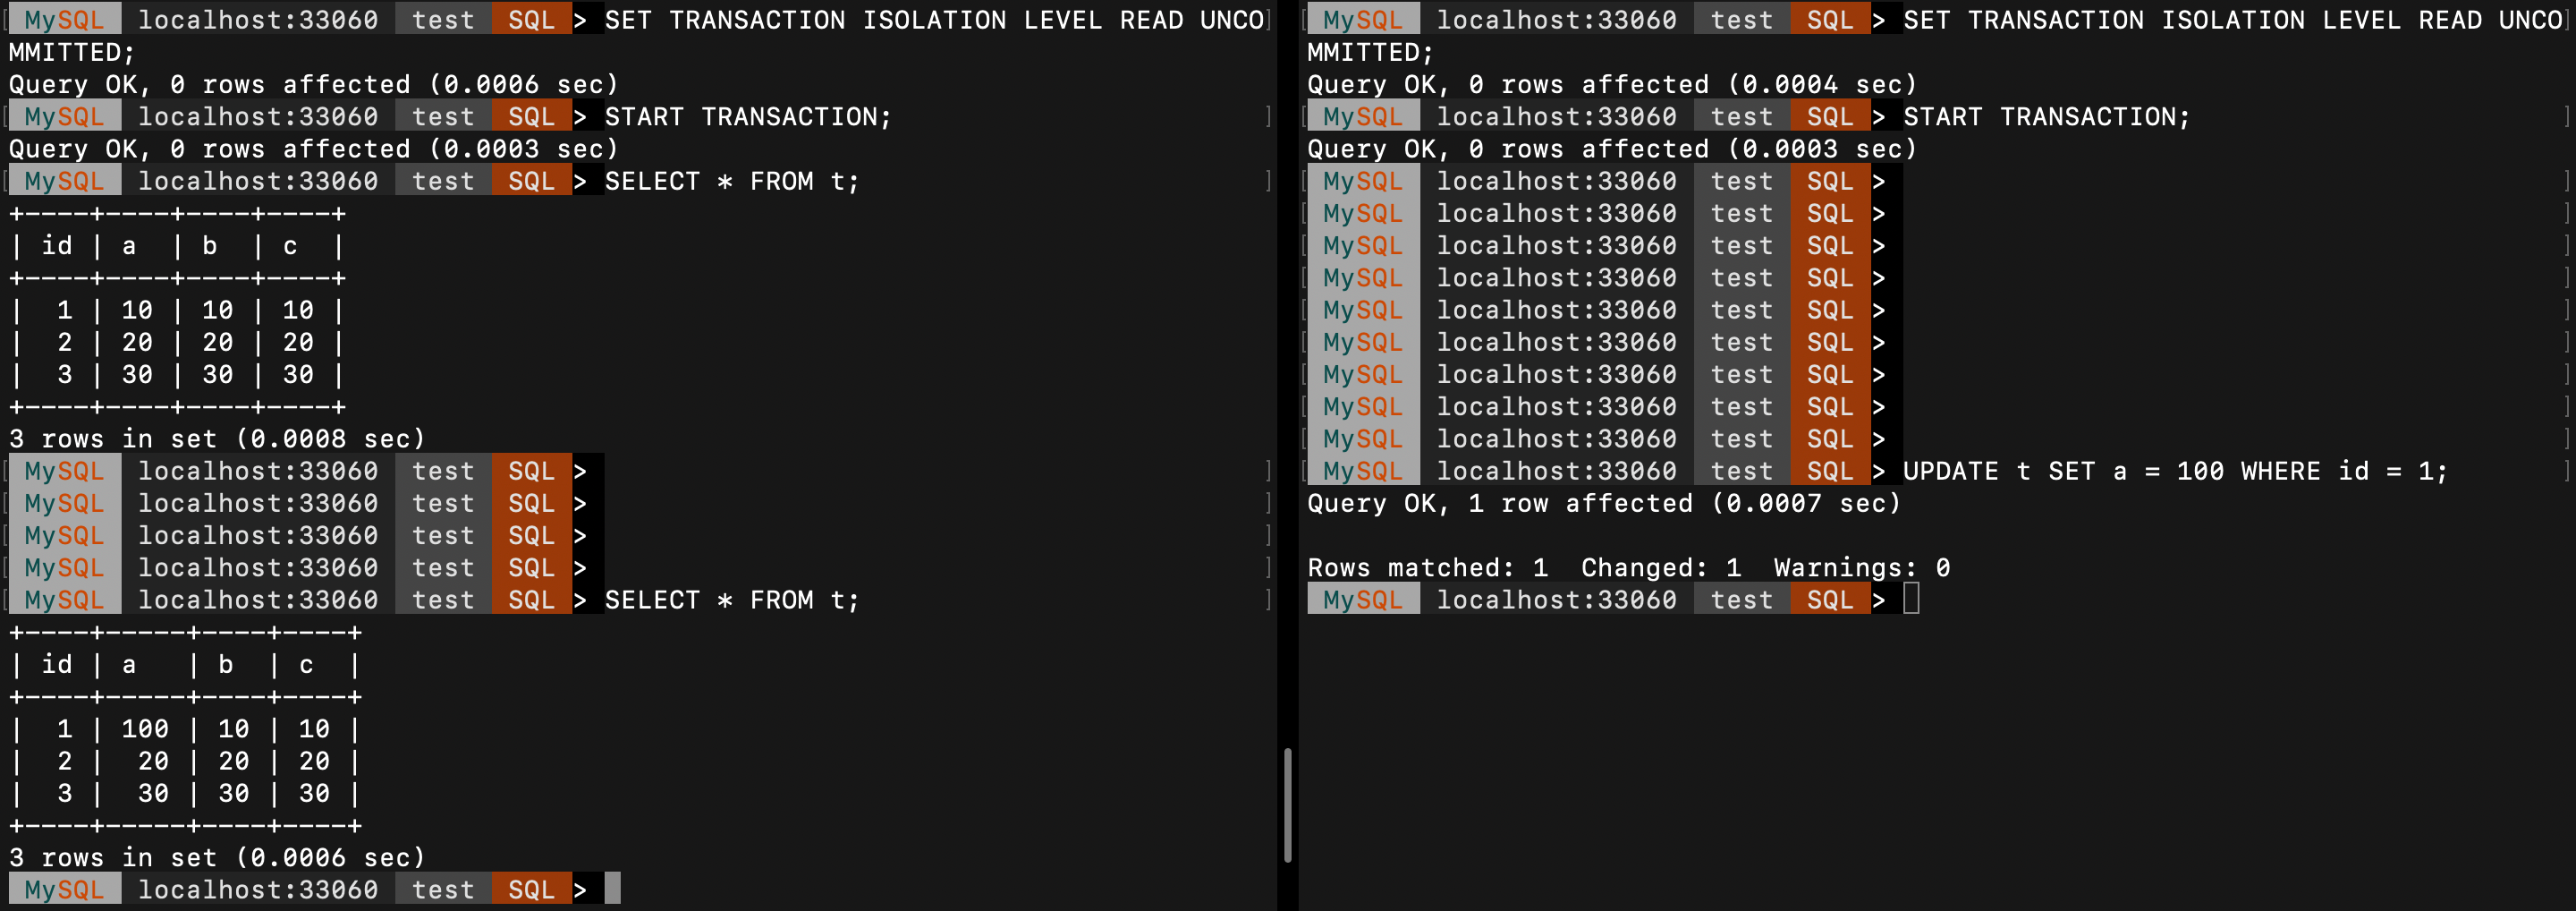 MySQL localhost:33060 test SQL > SET TRANSACTION ISOLATION LEVEL READ UNCO
MMITTED;
Query OK, 0 rows affected (0.0006 sec)
MySQL localhost:33060 test SQL > START TRANSACTION;
Query OK, 0 rows affected (0.0003 sec)
MySQL localhost:33060 test SQL > SELECT * FROM t;
+----+----+----+----+
| id | a  | b  | c  |
+----+----+----+----+
|  1 | 10 | 10 | 10 |
|  2 | 20 | 20 | 20 |
|  3 | 30 | 30 | 30 |
+----+----+----+----+
3 rows in set (0.0008 sec)
MySQL localhost:33060 test SQL >
MySQL localhost:33060 test SQL >
MySQL localhost:33060 test SQL >
MySQL localhost:33060 test SQL >
MySQL localhost:33060 test SQL > SELECT * FROM t;
+----+-----+----+----+
| id | a   | b  | c  |
+----+-----+----+----+
|  1 | 100 | 10 | 10 |
|  2 |  20 | 20 | 20 |
|  3 |  30 | 30 | 30 |
+----+-----+----+----+
3 rows in set (0.0006 sec)
MySQL localhost:33060 test SQL >
MySQL localhost:33060 test SQL > SET TRANSACTION ISOLATION LEVEL READ UNCO
MMITTED;
Query OK, 0 rows affected (0.0004 sec)
MySQL localhost:33060 test SQL > START TRANSACTION;
Query OK, 0 rows affected (0.0003 sec)
MySQL localhost:33060 test SQL >
MySQL localhost:33060 test SQL >
MySQL localhost:33060 test SQL >
MySQL localhost:33060 test SQL >
MySQL localhost:33060 test SQL >
MySQL localhost:33060 test SQL >
MySQL localhost:33060 test SQL >
MySQL localhost:33060 test SQL >
MySQL localhost:33060 test SQL >
MySQL localhost:33060 test SQL > UPDATE t SET a = 100 WHERE id = 1;
Query OK, 1 row affected (0.0007 sec)
Rows matched: 1  Changed: 1  Warnings: 0
MySQL localhost:33060 test SQL >